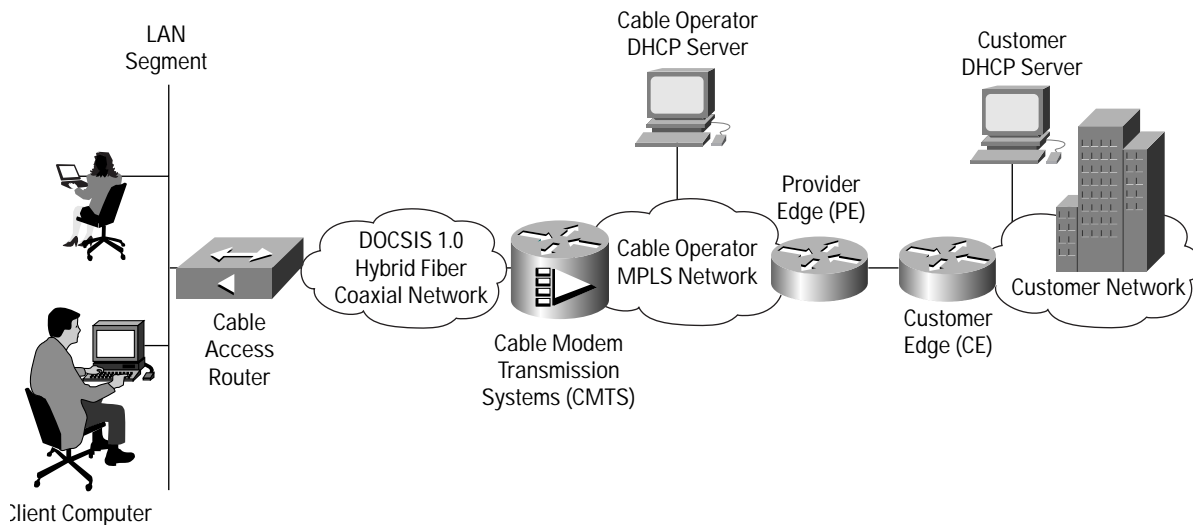 LAN
Segment
Cable Operator
DHCP Server
Customer
DHCP Server
Provider
Edge (PE)
DOCSIS 1.0
Hybrid Fiber
Coaxial Network
Cable Operator
MPLS Network
Customer Network
Cable
Access
Router
Cable Modem
Transmission
Systems (CMTS)
Customer
Edge (CE)
Client Computer